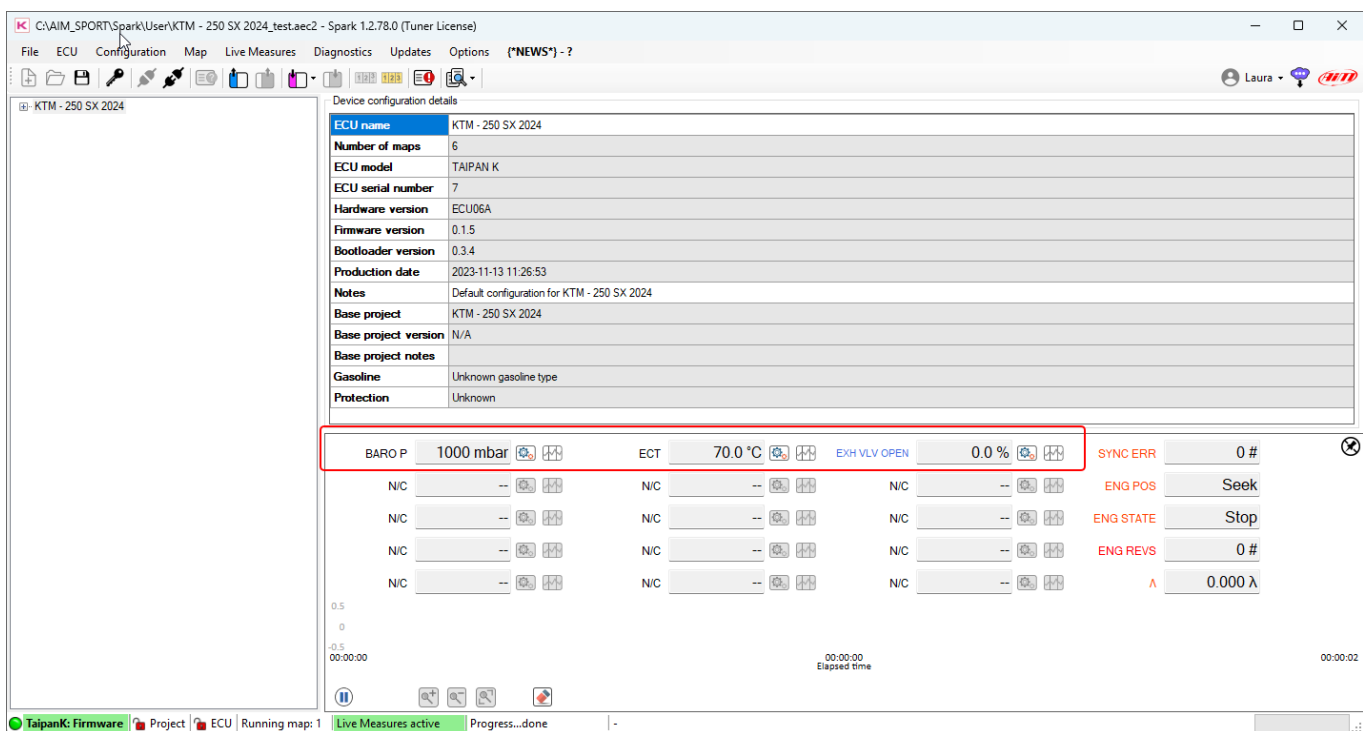 C:\AIM_SPORT\Spark\User\KTM - 250 SX 2024_test.aec2 - Spark 1.2.78.0 (Tuner License)
File ECU Configuration Map Live Measures Diagnostics Updates Options {*NEWS*} - ?
Laura
AiM
KTM - 250 SX 2024
Device configuration details
ECU name KTM - 250 SX 2024
Number of maps 6
ECU model TAIPAN K
ECU serial number 7
Hardware version ECU06A
Firmware version 0.1.5
Bootloader version 0.3.4
Production date 2023-11-13 11:26:53
Notes Default configuration for KTM - 250 SX 2024
Base project KTM - 250 SX 2024
Base project version N/A
Base project notes
Gasoline Unknown gasoline type
Protection Unknown
BARO P 1000 mbar ECT 70.0 °C EXH VLV OPEN 0.0 % SYNC ERR 0 #
N/C -- N/C -- N/C -- ENG POS Seek
N/C -- N/C -- N/C -- ENG STATE Stop
N/C -- N/C -- N/C -- ENG REVS 0 #
N/C -- N/C -- N/C -- Λ 0.000 λ
0.5
0
-0.5
00:00:00 00:00:00 00:00:02
Elapsed time
TaipanK: Firmware Project ECU Running map: 1 Live Measures active Progress...done -